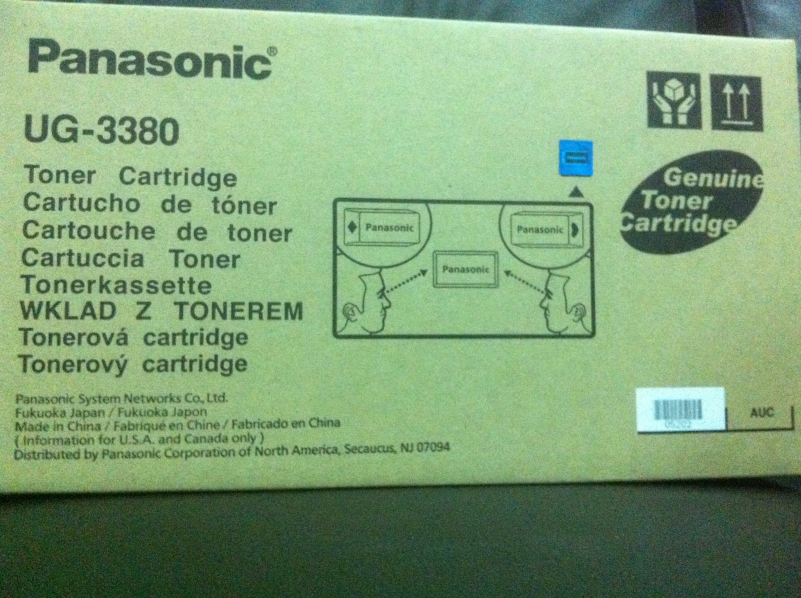 Panasonic®
UG-3380
Toner Cartridge
Cartucho de tóner
Cartouche de toner
Cartuccia Toner
Tonerkassette
WKLAD Z TONEREM
Tonerová cartridge
Tonerový cartridge
Panasonic System Networks Co., Ltd.
Fukuoka Japan / Fukuoka Japon
Made in China / Fabriqué en Chine / Fabricado en China
( Information for U.S.A. and Canada only )
Distributed by Panasonic Corporation of North America, Secaucus, NJ 07094
Panasonic
Panasonic
Panasonic
Genuine
Toner
Cartridge
AUC